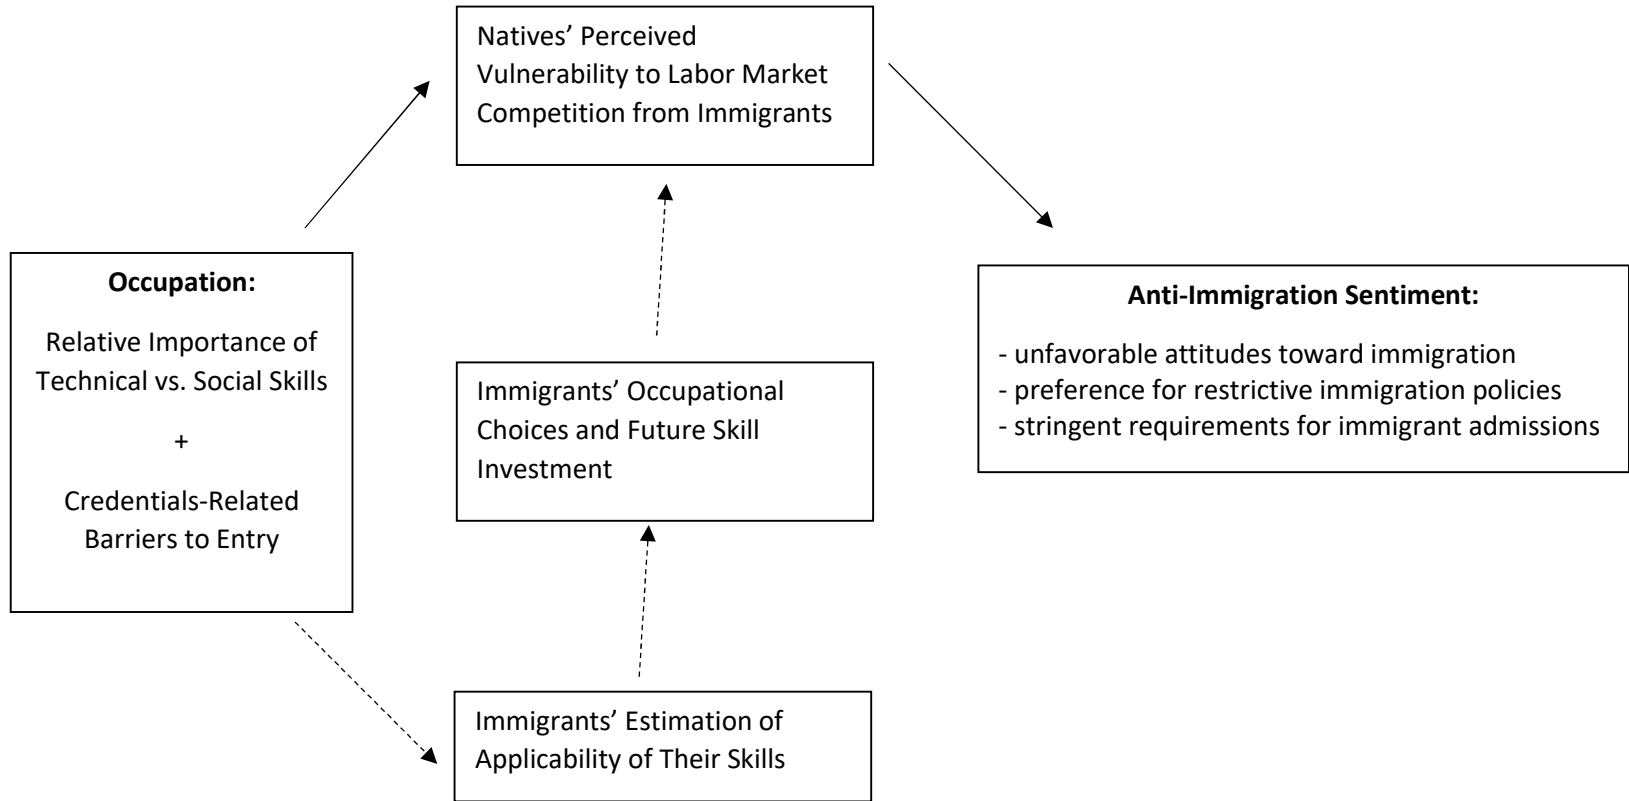 Natives’ Perceived
Vulnerability to Labor Market
Competition from Immigrants
Occupation:
Relative Importance of
Technical vs. Social Skills
+
Credentials-Related
Barriers to Entry
Immigrants’ Occupational
Choices and Future Skill
Investment
Immigrants’ Estimation of
Applicability of Their Skills
Anti-Immigration Sentiment:
- unfavorable attitudes toward immigration
- preference for restrictive immigration policies
- stringent requirements for immigrant admissions